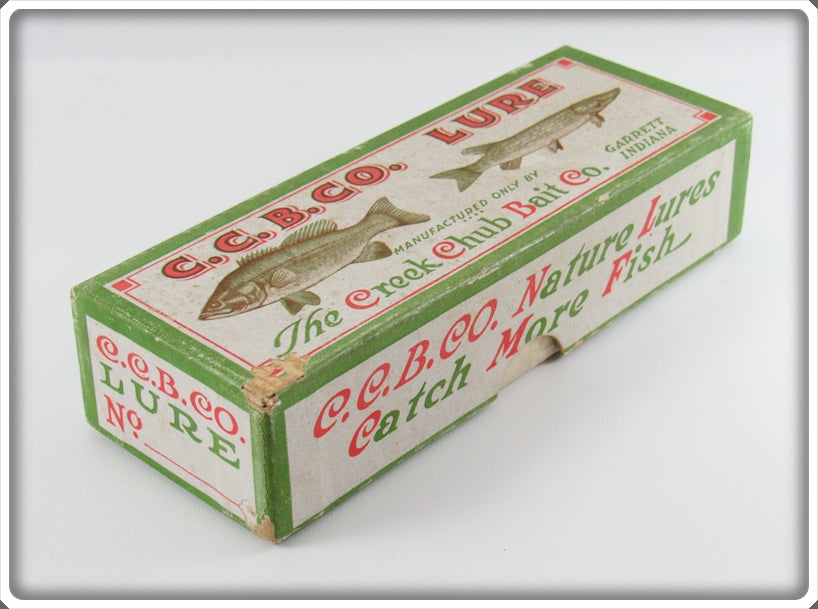 C.C.B.CO. LURE
MANUFACTURED ONLY BY
The Creek Chub Bait Co.
GARRETT
INDIANA
C.C.B.CO. Nature Lures
Catch More Fish
C.C.B.CO.
LURE
No.